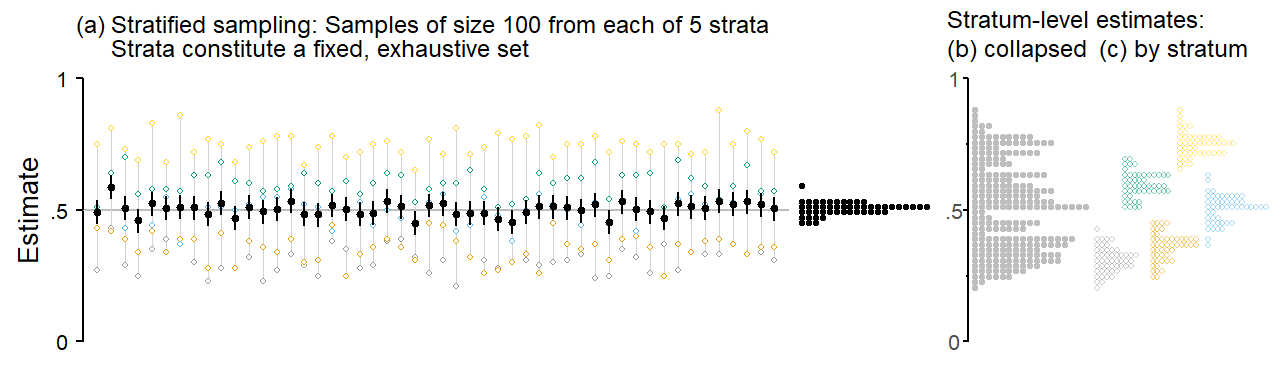 (a) Stratified sampling: Samples of size 100 from each of 5 strata
Strata constitute a fixed, exhaustive set
Estimate
1
.5
0
Stratum-level estimates:
(b) collapsed (c) by stratum
1
.5
0